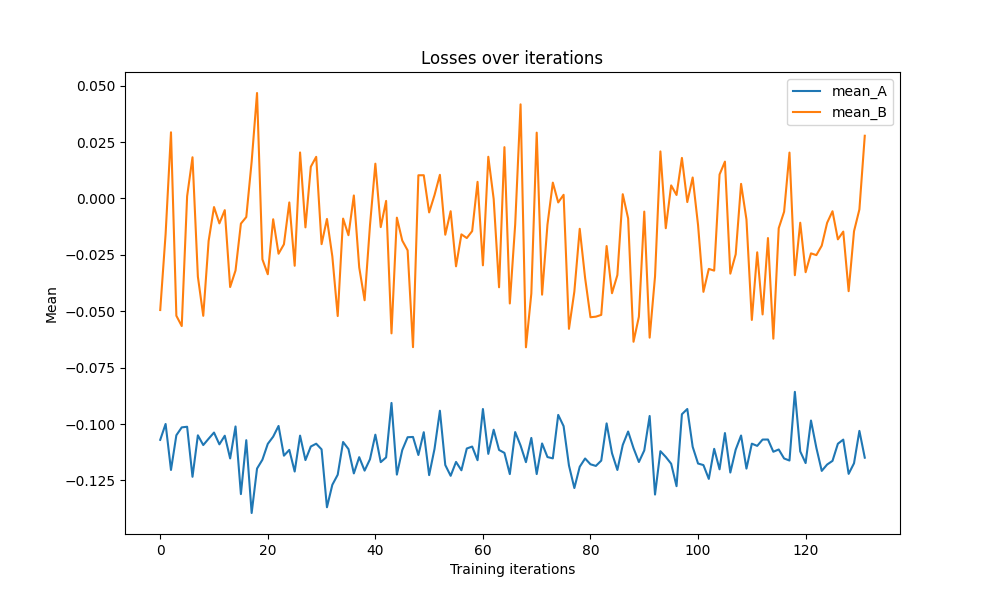 Losses over iterations
mean_A
mean_B
Mean
0.050
0.025
0.000
−0.025
−0.050
−0.075
−0.100
−0.125
0 20 40 60 80 100 120
Training iterations